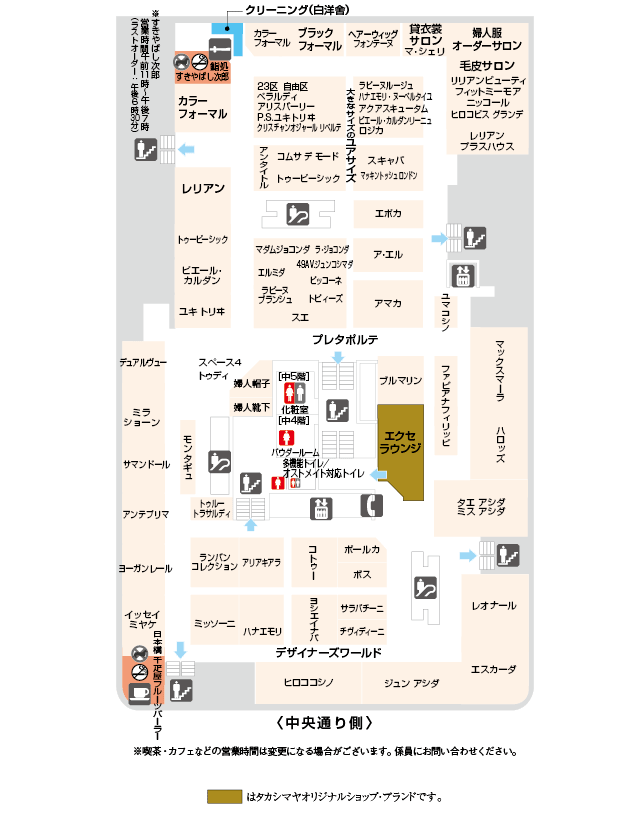 クリーニング(白洋舍)
※すきやばし次郎
営業時間:午前11時〜午後7時
(ラストオーダー:午後6時30分)
鮨処
すきやばし次郎
カラー
フォーマル
カラー
フォーマル
ブラック
フォーマル
ヘアーウィッグ
フォンテーヌ
貸衣裳
サロン
マ・シェリ
婦人服
オーダーサロン
毛皮サロン
リリアンビューティ
フィットミーモア
ニッコール
ヒロコビス グランデ
レリアン
プラスハウス
23区 自由区
ベラルディ
アリスバーリー
P.S.ユキトリヰ
クリスチャンオジャール リベルテ
大きなサイズのユアサイズ
ラピーヌルージュ
ハナエモリ・ヌーベルタイユ
アクアスキュータム
ピエール・カルダンリーニュ
ロジカ
アンタイトル
コムサ デ モード
トゥービーシック
スキャパ
マッキントッシュ ロンドン
レリアン
トゥービーシック
ピエール・
カルダン
ユキ トリヰ
エポカ
ア・エル
アマカ
マダムジョコンダ
ラ・ジョコンダ
49AV.ジュンコシマダ
エルミダ
ピッコーネ
ラピーヌ
ブランシュ
トビィーズ
スエ
ユマコシノ
プレタポルテ
デュアルヴュー
スペース4
トゥディ
婦人帽子
婦人靴下
[中5階]
化粧室
[中4階]
パウダールーム
多機能トイレ/
オストメイト対応トイレ
ブルマリン
エクセ
ラウンジ
ファビアナフィリッピ
マックスマーラ
ハロッズ
ミラ
ショーン
モンタギュ
サマンドール
トゥルー
トラサルディ
アンテプリマ
タエ アシダ
ミス アシダ
ヨーガンレール
ランバン
コレクション
アリアキアラ
コトゥー
ボールカ
ボス
イッセイ
ミヤケ
ミッソーニ
ハナエモリ
ヨシエイナバ
サラバチーニ
チヴィディーニ
レオナール
エスカーダ
日本橋 千疋屋フルーツパーラー
デザイナーズワールド
ヒロココシノ
ジュン アシダ
〈中央通り側〉
※喫茶・カフェなどの営業時間は変更になる場合がございます。係員にお問い合わせください。
はタカシマヤオリジナルショップ・ブランドです。